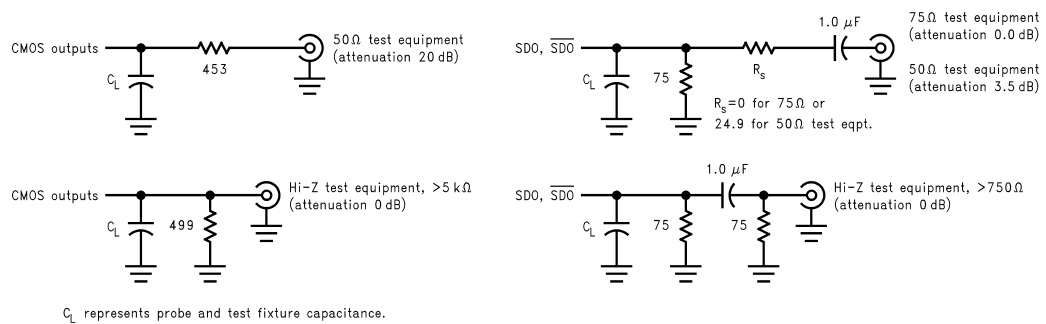 CMOS outputs
C_L
453
50Ω test equipment
(attenuation 20 dB)
SDO, S̅D̅O̅
C_L
75
R_s
1.0 μF
75Ω test equipment
(attenuation 0.0 dB)
50Ω test equipment
(attenuation 3.5 dB)
R_s=0 for 75Ω or
24.9 for 50Ω test eqpt.
CMOS outputs
C_L
499
Hi-Z test equipment, >5 kΩ
(attenuation 0 dB)
SDO, S̅D̅O̅
C_L
75
1.0 μF
75
Hi-Z test equipment, >750Ω
(attenuation 0 dB)
C_L represents probe and test fixture capacitance.